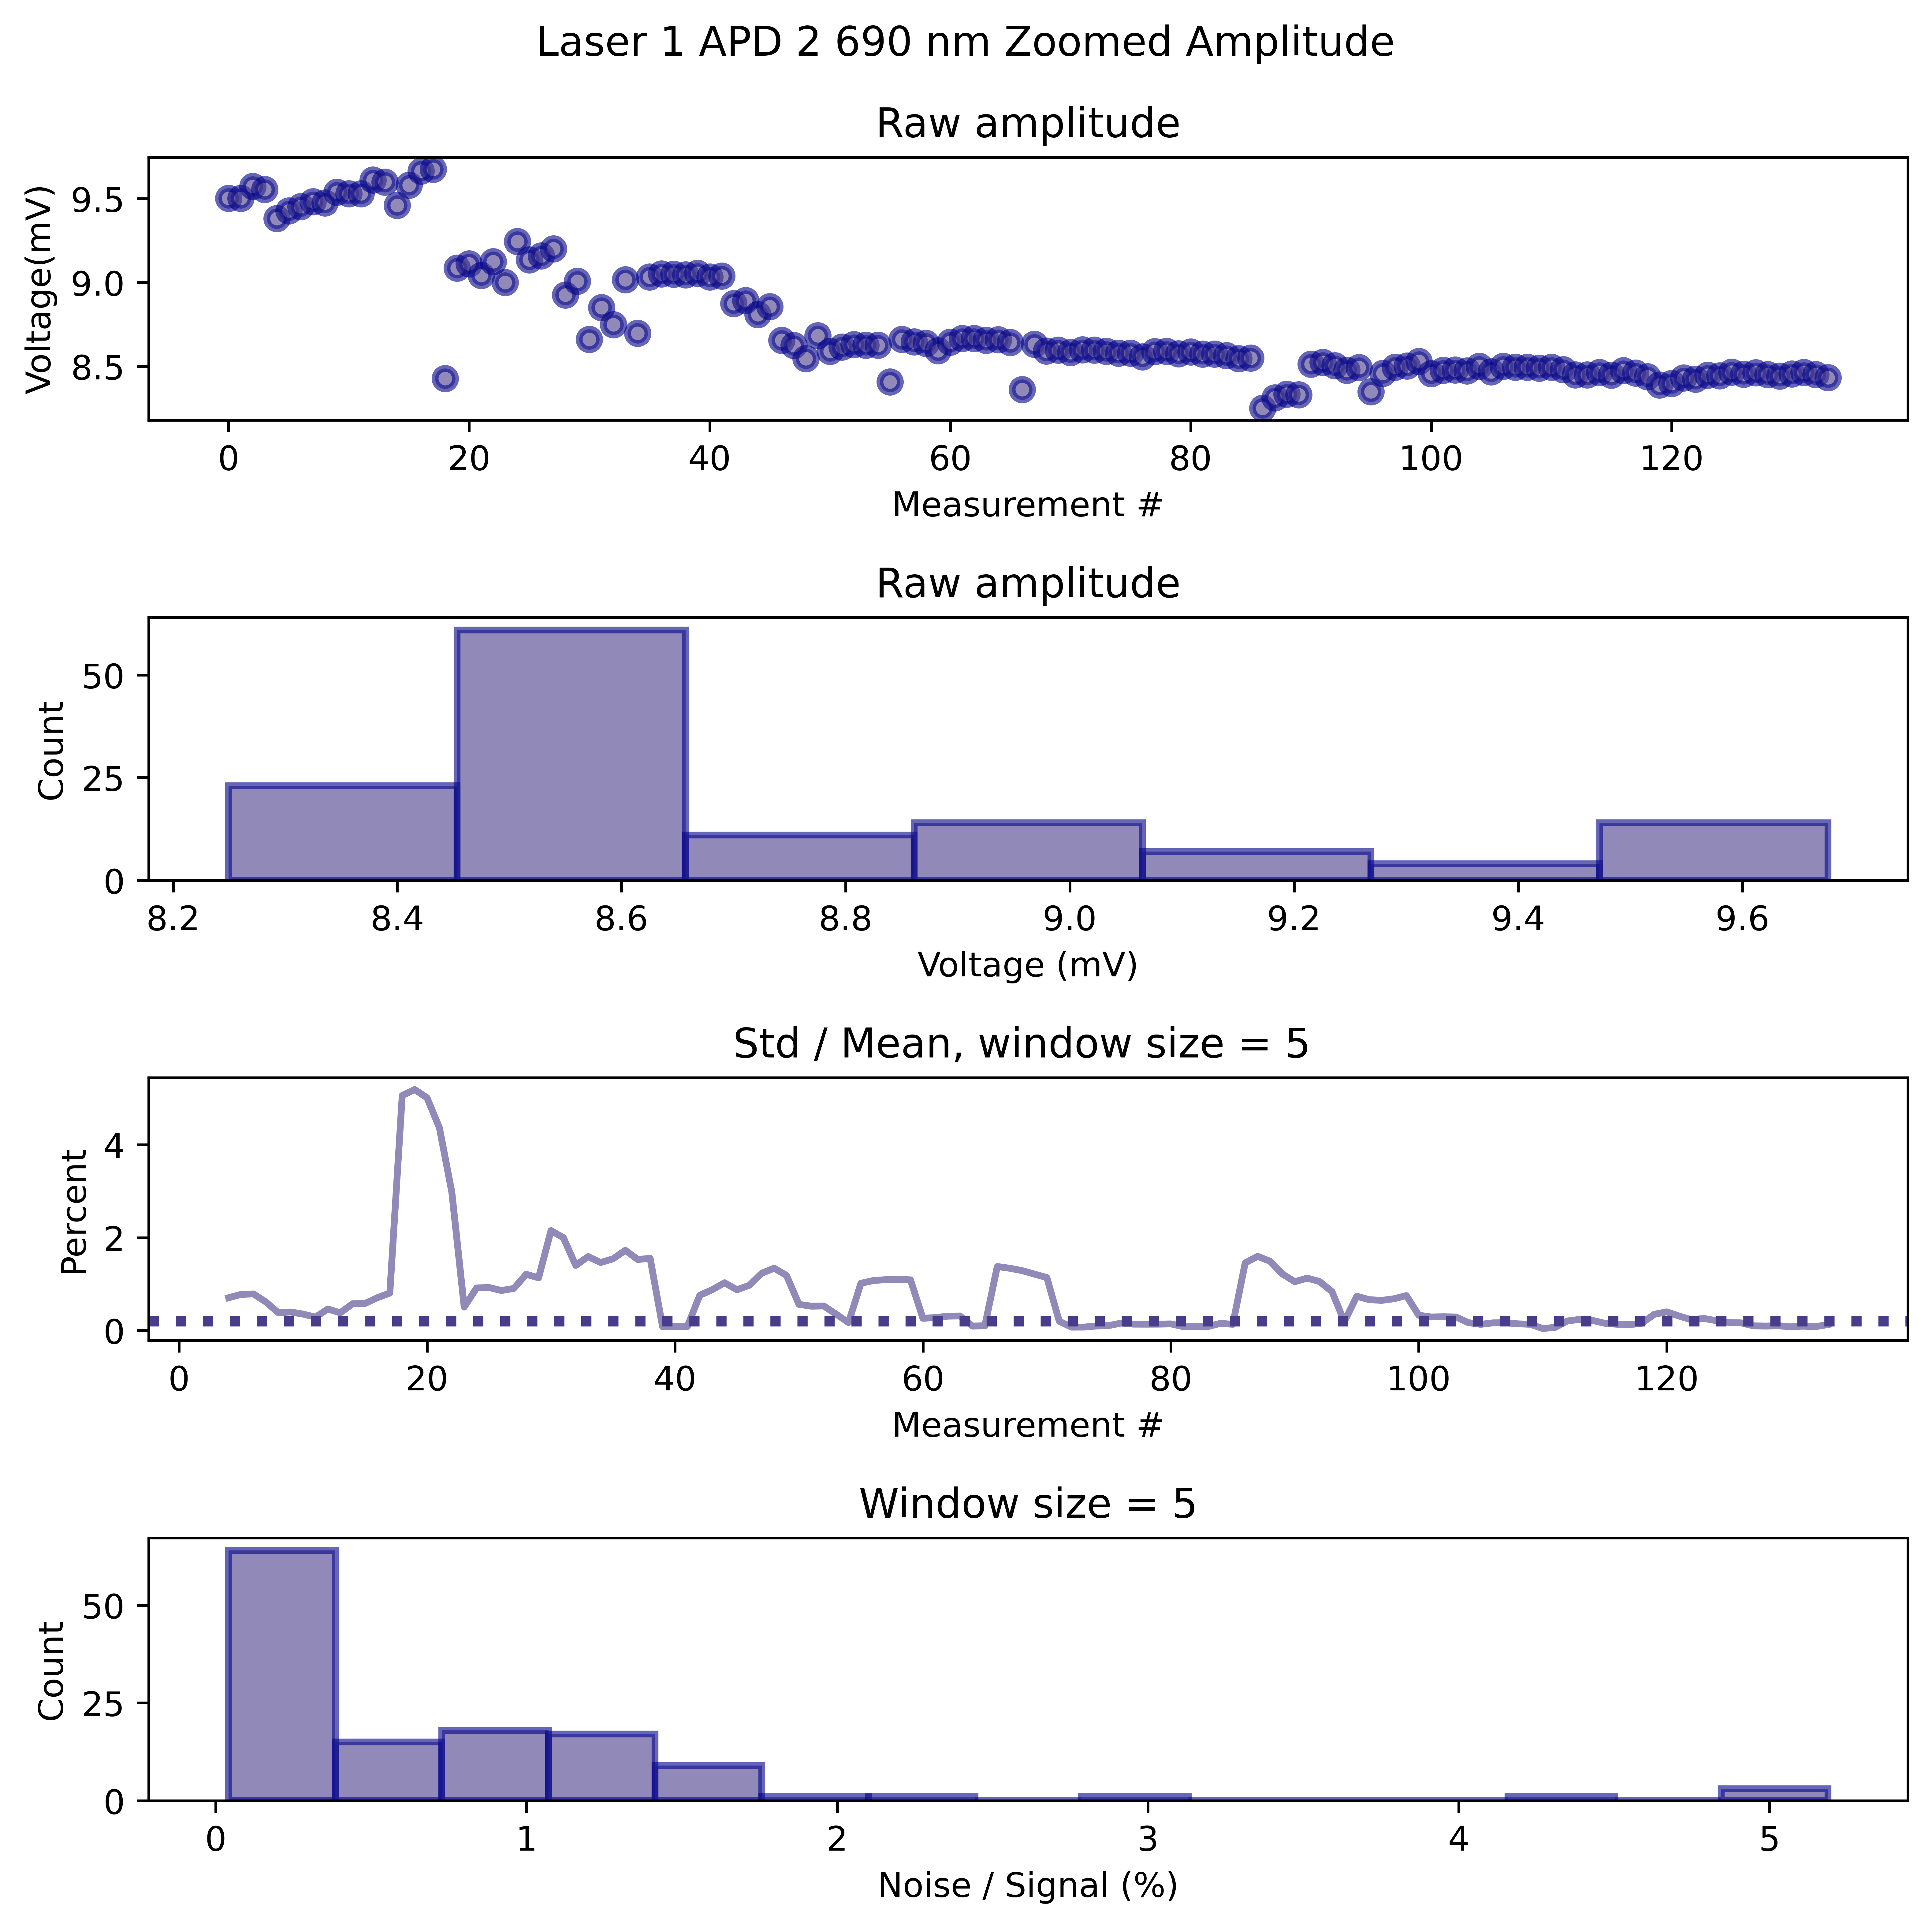 Laser 1 APD 2 690 nm Zoomed Amplitude
Raw amplitude
Voltage(mV)
9.5
9.0
8.5
0 20 40 60 80 100 120
Measurement #
Raw amplitude
Count
50
25
0
8.2 8.4 8.6 8.8 9.0 9.2 9.4 9.6
Voltage (mV)
Std / Mean, window size = 5
Percent
4
2
0
0 20 40 60 80 100 120
Measurement #
Window size = 5
Count
50
25
0
0 1 2 3 4 5
Noise / Signal (%)